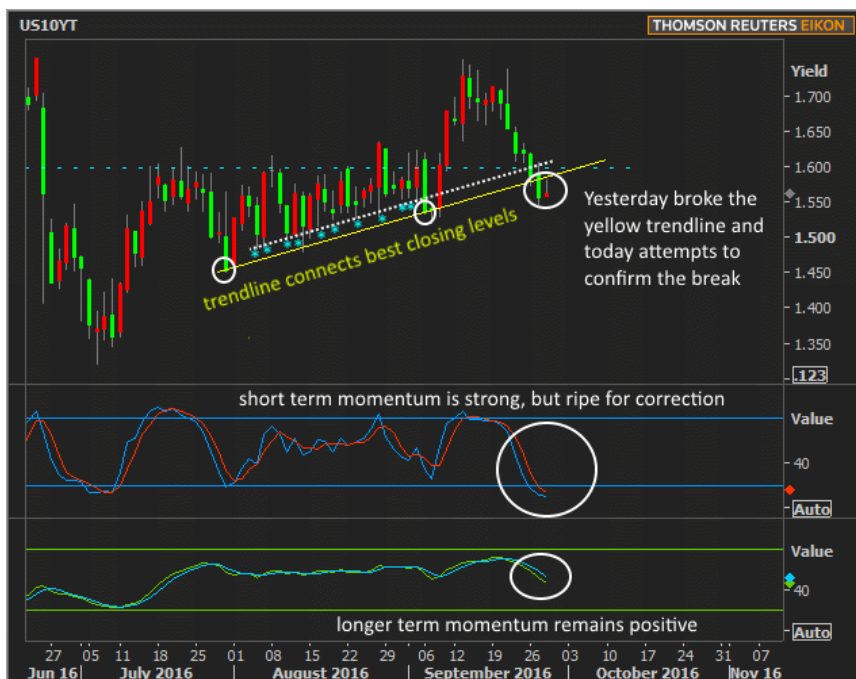 US10YT
THOMSON REUTERS EIKON
Yield
1.700
1.650
1.600
1.550
1.500
1.450
1.400
1.350
.123
Yesterday broke the
yellow trendline and
today attempts to
confirm the break
trendline connects best closing levels
short term momentum is strong, but ripe for correction
Value
40
Auto
Value
40
Auto
longer term momentum remains positive
27 05 11 18 25 01 08 15 22 29 06 12 19 26 03 10 17 24 31 07
Jun 16 July 2016 August 2016 September 2016 October 2016 Nov 16